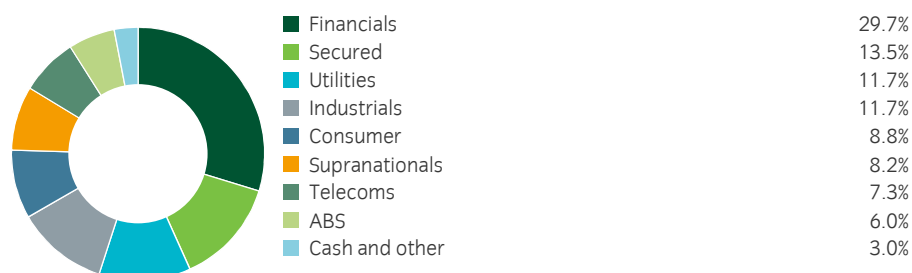 Financials 29.7%
Secured 13.5%
Utilities 11.7%
Industrials 11.7%
Consumer 8.8%
Supranationals 8.2%
Telecoms 7.3%
ABS 6.0%
Cash and other 3.0%